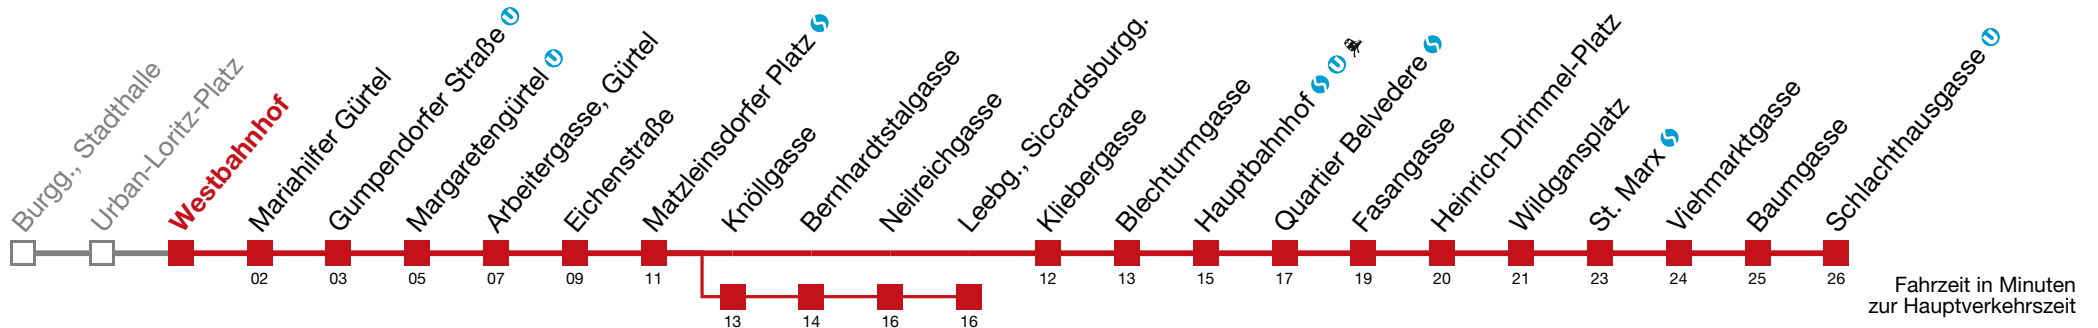 Burgg., Stadthalle
Urban-Loritz-Platz
Westbahnhof
Mariahilfer Gürtel
Gumpendorfer Straße U
Margaretengürtel U
Arbeitergasse, Gürtel
Eichenstraße
Matzleinsdorfer Platz S
Knöllgasse
Bernhardtstalgasse
Neilreichgasse
Leebg., Siccardsburgg.
Kliebergasse
Blechturmgasse
Hauptbahnhof S U
Quartier Belvedere S
Fasangasse
Heinrich-Drimmel-Platz
Wildgansplatz
St. Marx S
Viehmarktgasse
Baumgasse
Schlachthausgasse U
02 03 05 07 09 11 12 13 15 17 19 20 21 23 24 25 26
13 14 16 16
Fahrzeit in Minuten
zur Hauptverkehrszeit